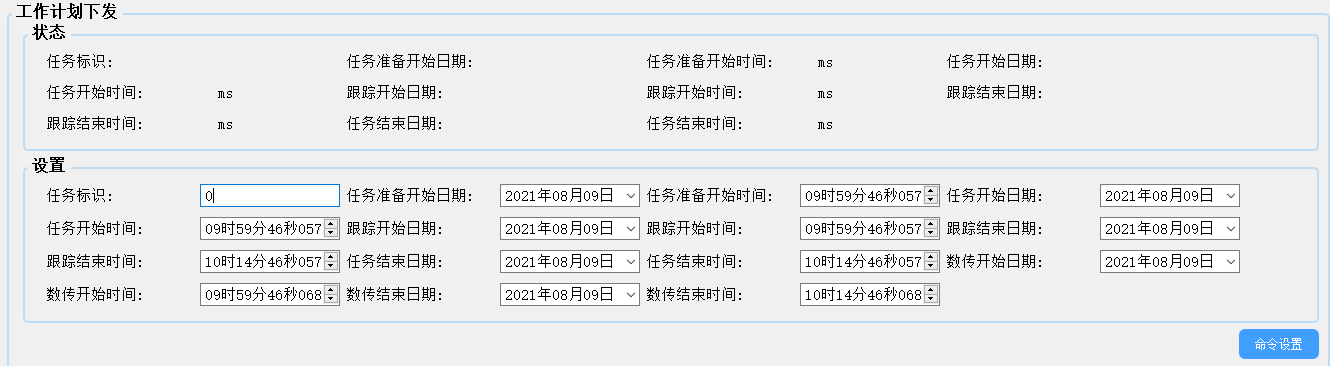 工作计划下发
状态
任务标识: 任务准备开始日期: 任务准备开始时间: ms 任务开始日期:
任务开始时间: ms 跟踪开始日期: 跟踪开始时间: ms 跟踪结束日期:
跟踪结束时间: ms 任务结束日期: 任务结束时间: ms
设置
任务标识: 0 任务准备开始日期: 2021年08月09日 任务准备开始时间: 09时59分46秒057 任务开始日期: 2021年08月09日
任务开始时间: 09时59分46秒057 跟踪开始日期: 2021年08月09日 跟踪开始时间: 09时59分46秒057 跟踪结束日期: 2021年08月09日
跟踪结束时间: 10时14分46秒057 任务结束日期: 2021年08月09日 任务结束时间: 10时14分46秒057 数传开始日期: 2021年08月09日
数传开始时间: 09时59分46秒068 数传结束日期: 2021年08月09日 数传结束时间: 10时14分46秒068
命令设置